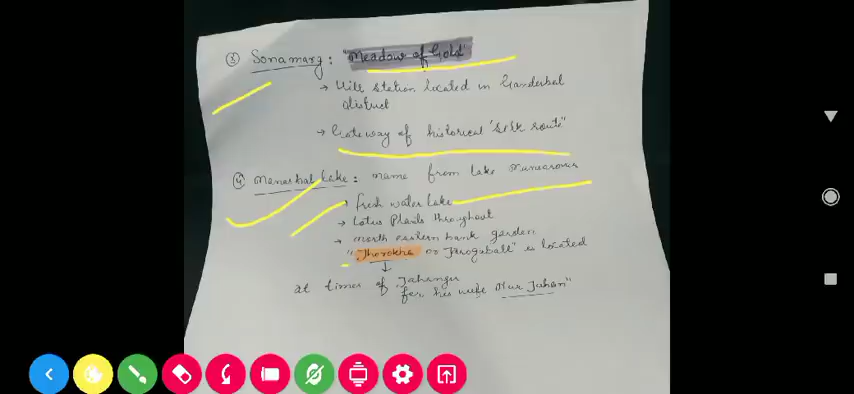 ③ Sonamarg: "Meadow of Gold"
→ Hill station located in Ganderbal
district
→ Gateway of historical "Silk route"
④ Manasbal Lake: name from lake Mansarovar
→ fresh water lake
→ Lotus Plants throughout
→ North eastern bank garden
"Jharokha or Jarogabal" is located
↓
at times of Jahangir
for his wife Nur Jahan"